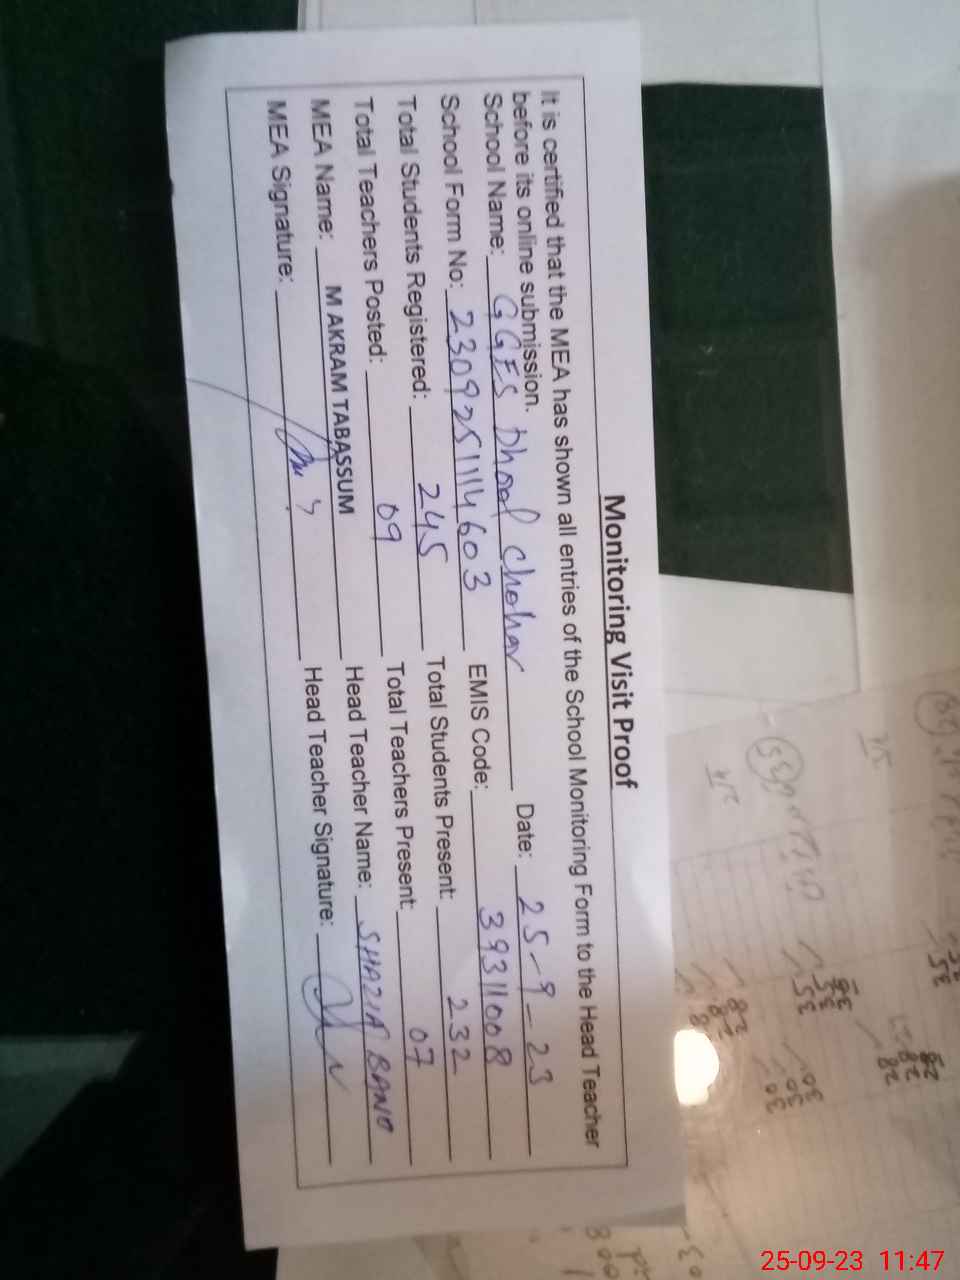 Monitoring Visit Proof
It is certified that the MEA has shown all entries of the School Monitoring Form to the Head Teacher
before its online submission.
School Name: GGES Dhool Chohar Date: 25-9-23
School Form No: 2309251114603 EMIS Code: 39311008
Total Students Registered: 245 Total Students Present: 232
Total Teachers Posted: 09 Total Teachers Present: 07
MEA Name: M AKRAM TABASSUM Head Teacher Name: SHAZIA BANO
MEA Signature: Head Teacher Signature:
25-09-23 11:47